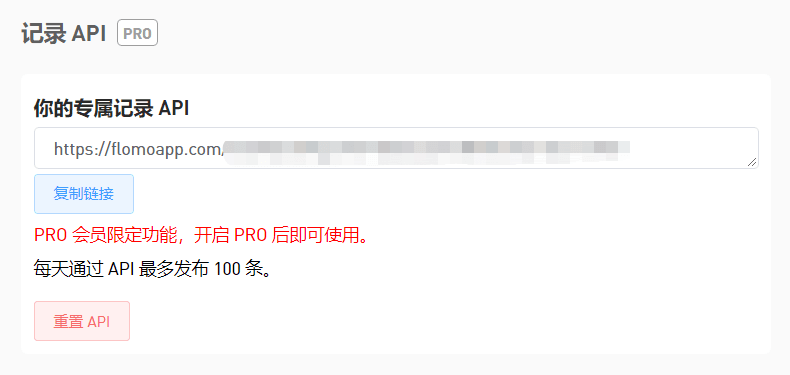 记录 API PRO
你的专属记录 API
https://flomoapp.com/
复制链接
PRO 会员限定功能，开启 PRO 后即可使用。
每天通过 API 最多发布 100 条。
重置 API